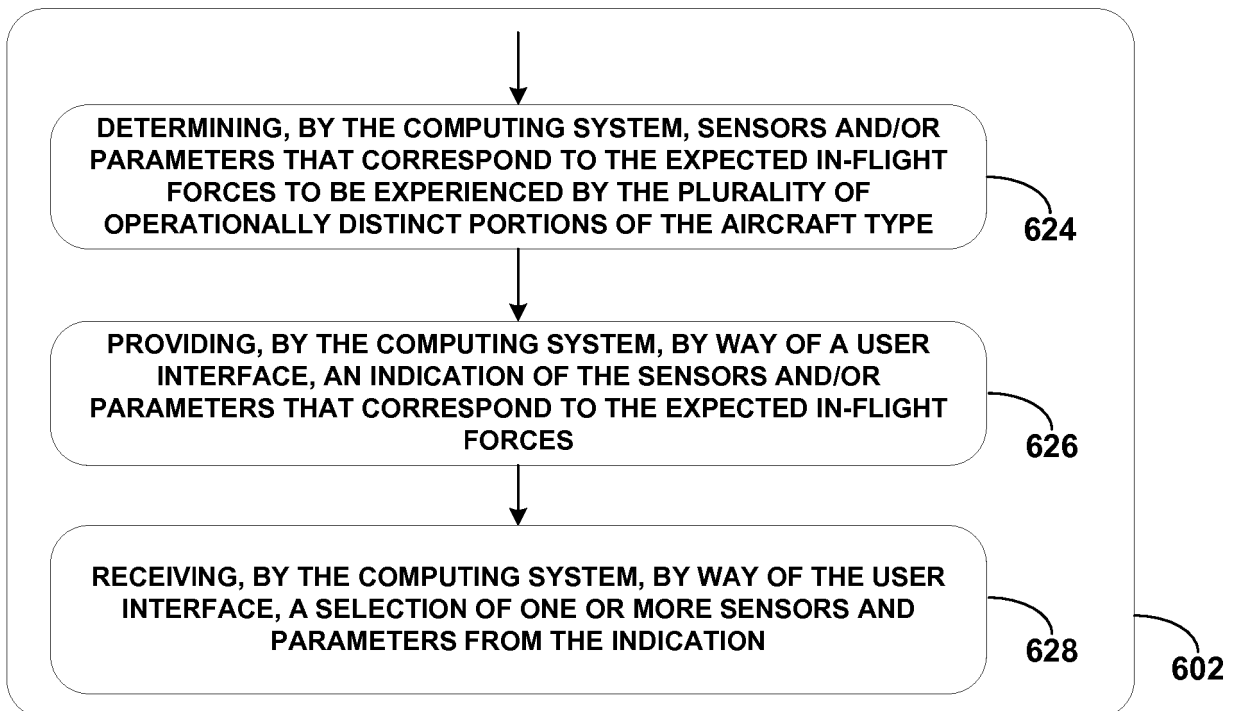 DETERMINING, BY THE COMPUTING SYSTEM, SENSORS AND/OR
PARAMETERS THAT CORRESPOND TO THE EXPECTED IN-FLIGHT
FORCES TO BE EXPERIENCED BY THE PLURALITY OF
OPERATIONALLY DISTINCT PORTIONS OF THE AIRCRAFT TYPE
624
PROVIDING, BY THE COMPUTING SYSTEM, BY WAY OF A USER
INTERFACE, AN INDICATION OF THE SENSORS AND/OR
PARAMETERS THAT CORRESPOND TO THE EXPECTED IN-FLIGHT
FORCES
626
RECEIVING, BY THE COMPUTING SYSTEM, BY WAY OF THE USER
INTERFACE, A SELECTION OF ONE OR MORE SENSORS AND
PARAMETERS FROM THE INDICATION
628
602